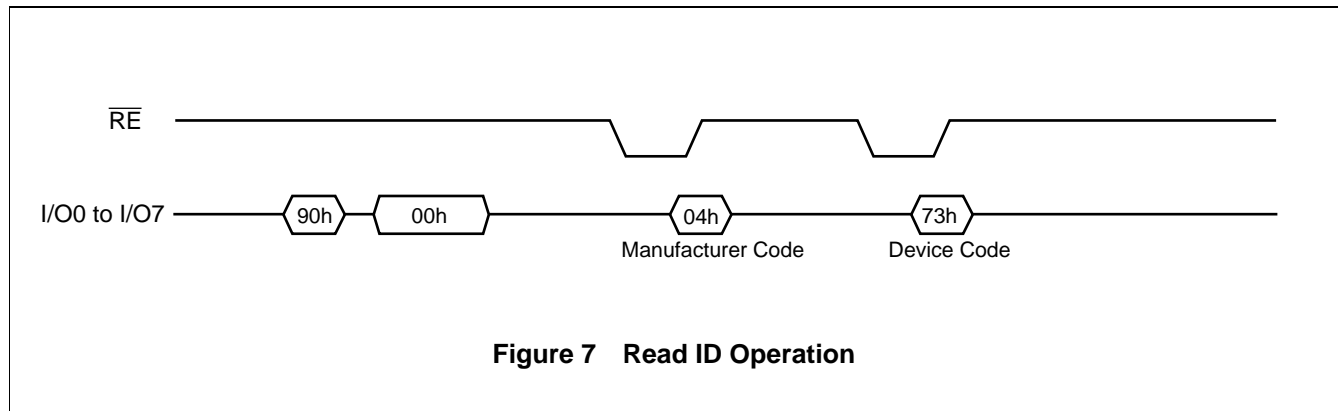 RE
I/O0 to I/O7
90h
00h
04h
73h
Manufacturer Code
Device Code
Figure 7 Read ID Operation